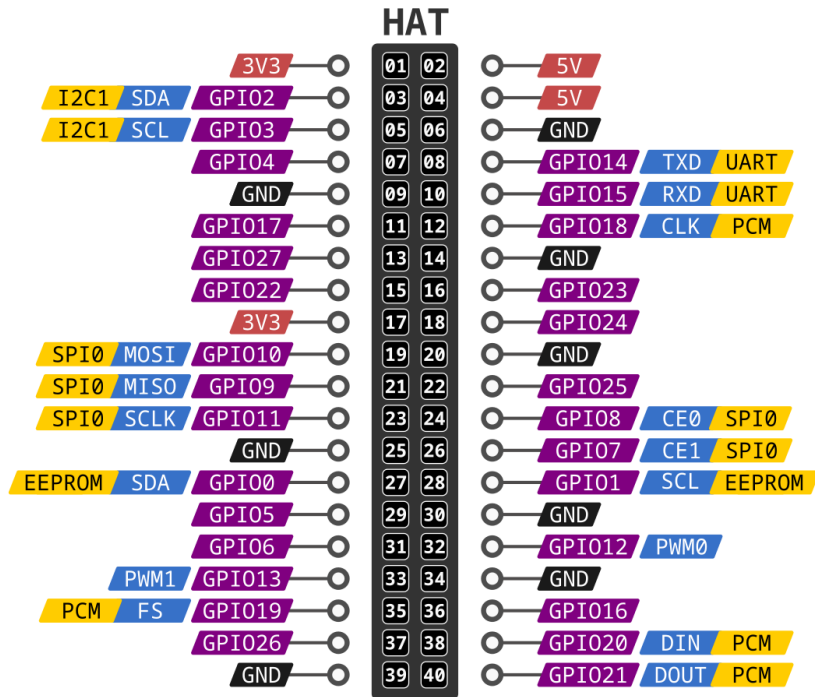 HAT
3V3 01 02 5V
I2C1 SDA GPIO2 03 04 5V
I2C1 SCL GPIO3 05 06 GND
GPIO4 07 08 GPIO14 TXD UART
GND 09 10 GPIO15 RXD UART
GPIO17 11 12 GPIO18 CLK PCM
GPIO27 13 14 GND
GPIO22 15 16 GPIO23
3V3 17 18 GPIO24
SPI0 MOSI GPIO10 19 20 GND
SPI0 MISO GPIO9 21 22 GPIO25
SPI0 SCLK GPIO11 23 24 GPIO8 CE0 SPI0
GND 25 26 GPIO7 CE1 SPI0
EEPROM SDA GPIO0 27 28 GPIO1 SCL EEPROM
GPIO5 29 30 GND
GPIO6 31 32 GPIO12 PWM0
PWM1 GPIO13 33 34 GND
PCM FS GPIO19 35 36 GPIO16
GPIO26 37 38 GPIO20 DIN PCM
GND 39 40 GPIO21 DOUT PCM